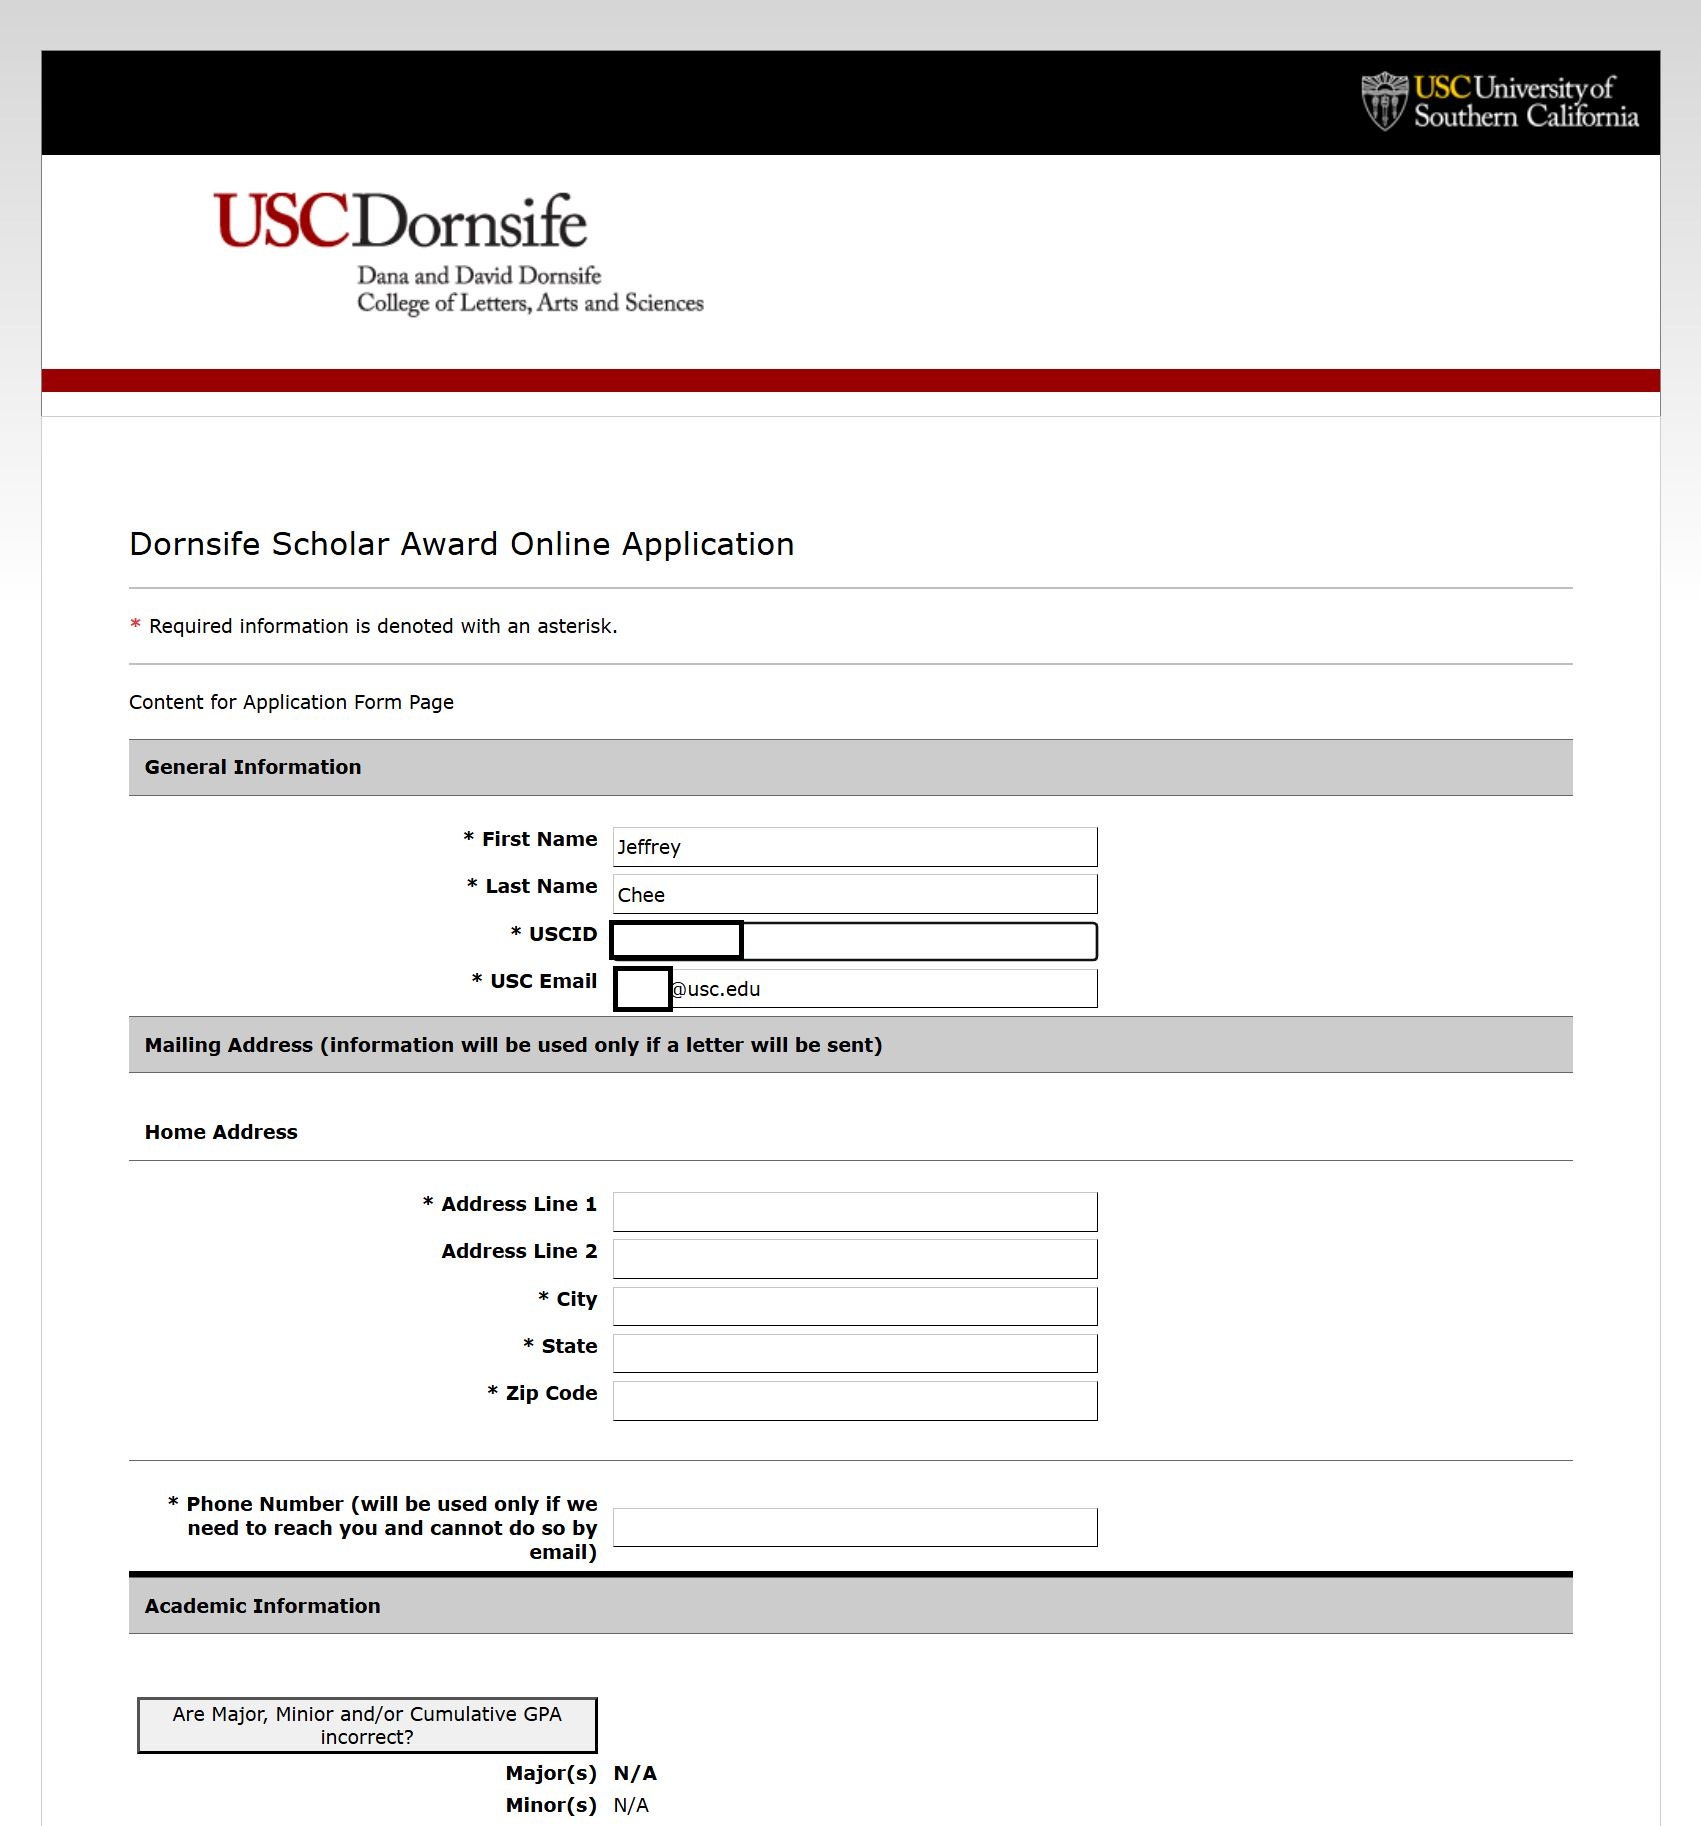 USC University of
Southern California
USC Dornsife
Dana and David Dornsife
College of Letters, Arts and Sciences
Dornsife Scholar Award Online Application
* Required information is denoted with an asterisk.
Content for Application Form Page
General Information
* First Name Jeffrey
* Last Name Chee
* USCID
* USC Email @usc.edu
Mailing Address (information will be used only if a letter will be sent)
Home Address
* Address Line 1
Address Line 2
* City
* State
* Zip Code
* Phone Number (will be used only if we
need to reach you and cannot do so by
email)
Academic Information
Are Major, Minior and/or Cumulative GPA
incorrect?
Major(s) N/A
Minor(s) N/A